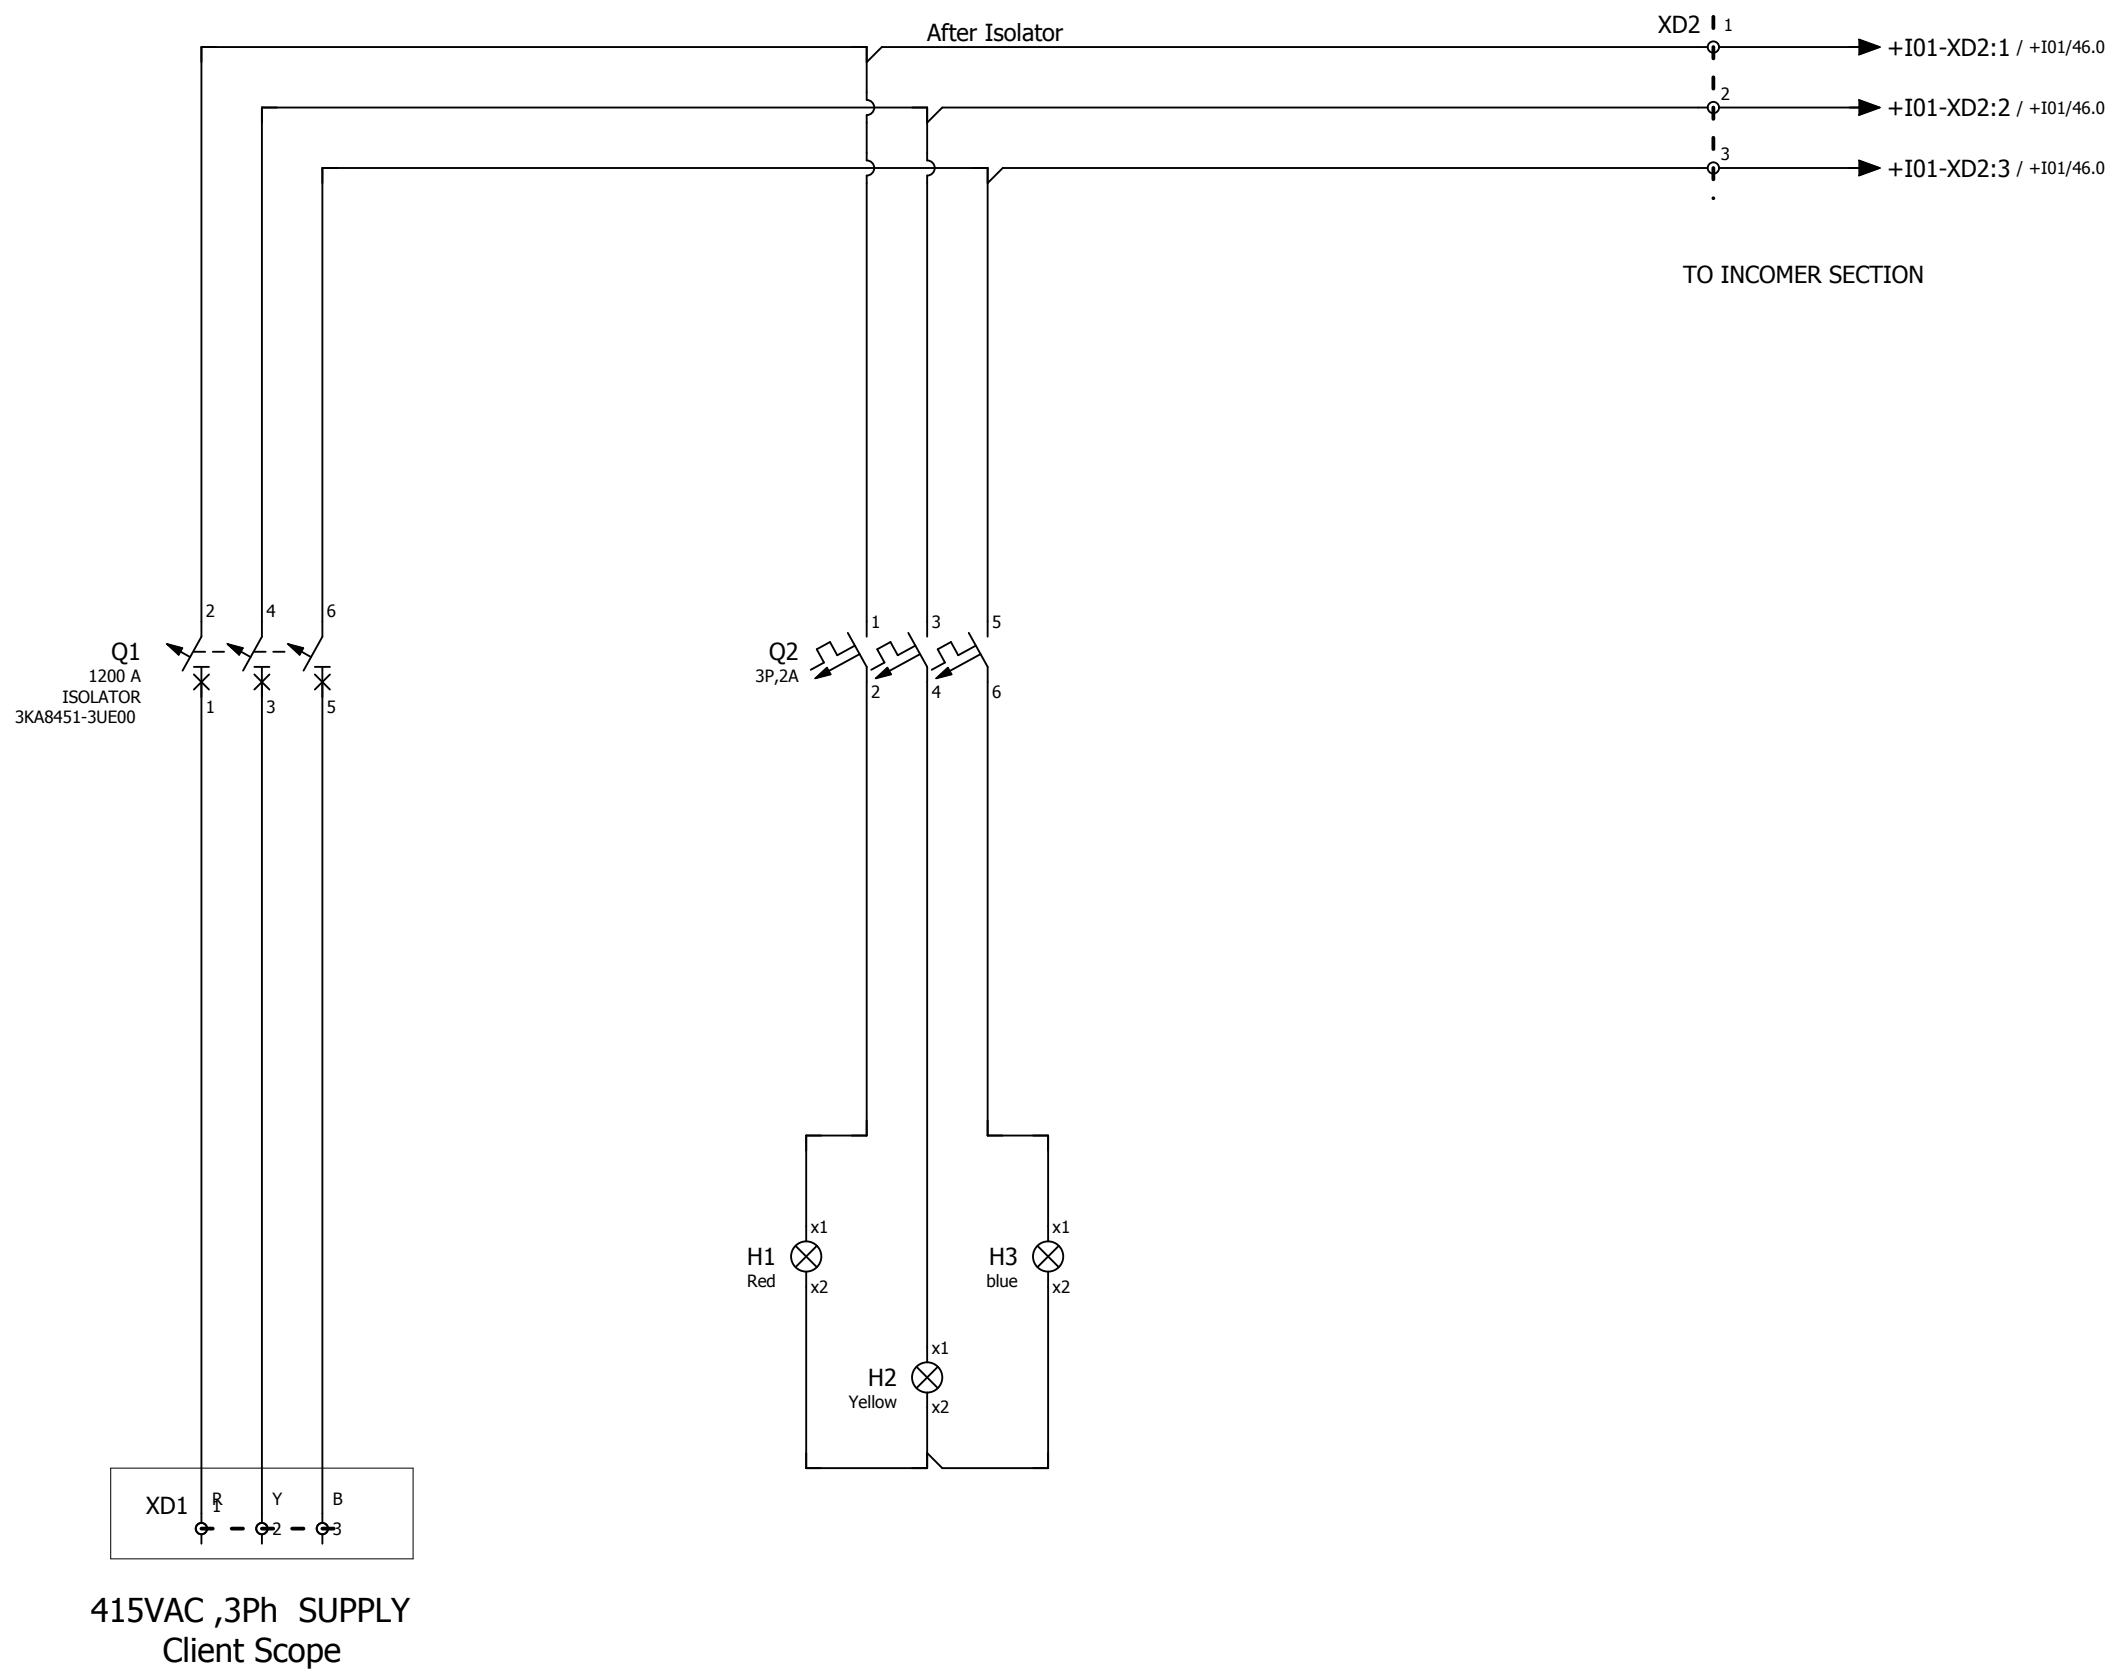 After Isolator
XD2
1
+I01-XD2:1 / +I01/46.0
2
+I01-XD2:2 / +I01/46.0
3
+I01-XD2:3 / +I01/46.0
TO INCOMER SECTION
2 4 6
Q1
1200 A
ISOLATOR
3KA8451-3UE00
1 3 5
1 3 5
Q2
3P,2A
2 4 6
x1
H1
Red
x2
x1
H3
blue
x2
x1
H2
Yellow
x2
R Y B
XD1
1 2 3
415VAC ,3Ph SUPPLY
Client Scope